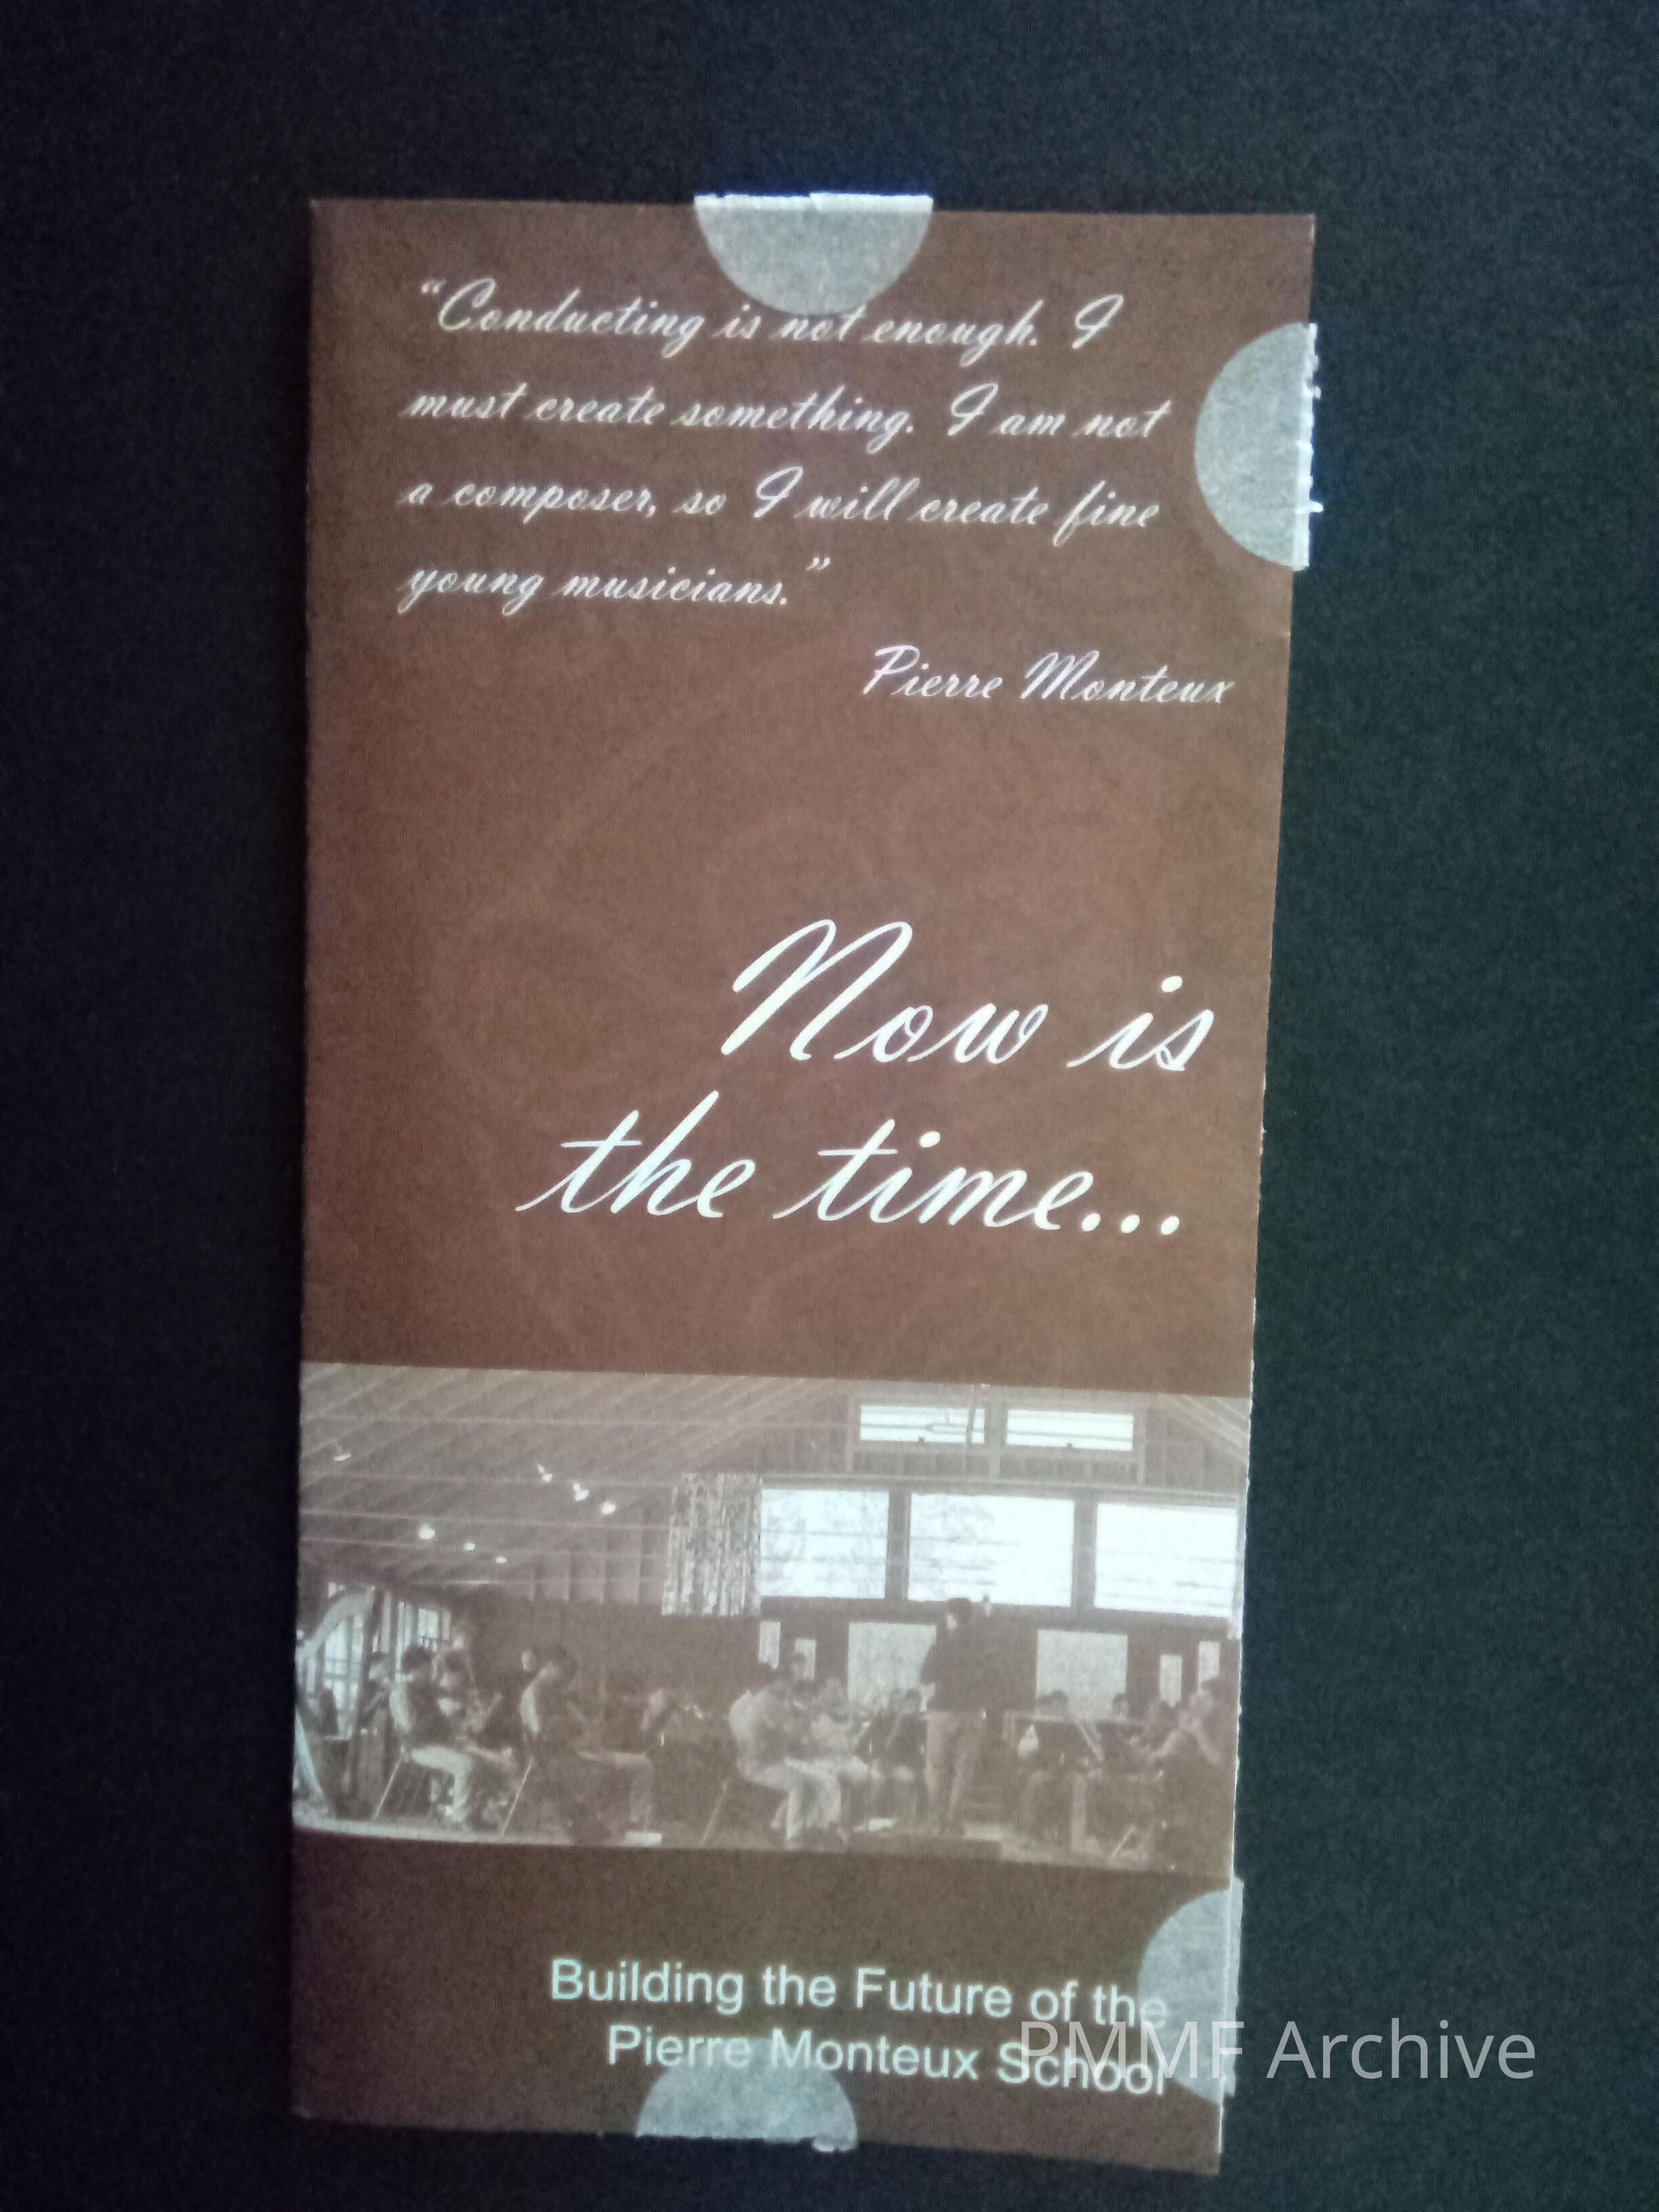 “Conducting is not enough. I
must create something. I am not
a composer, so I will create fine
young musicians.”
Pierre Monteux
Now is
the time...
Building the Future of the
Pierre Monteux School
PMMF Archive